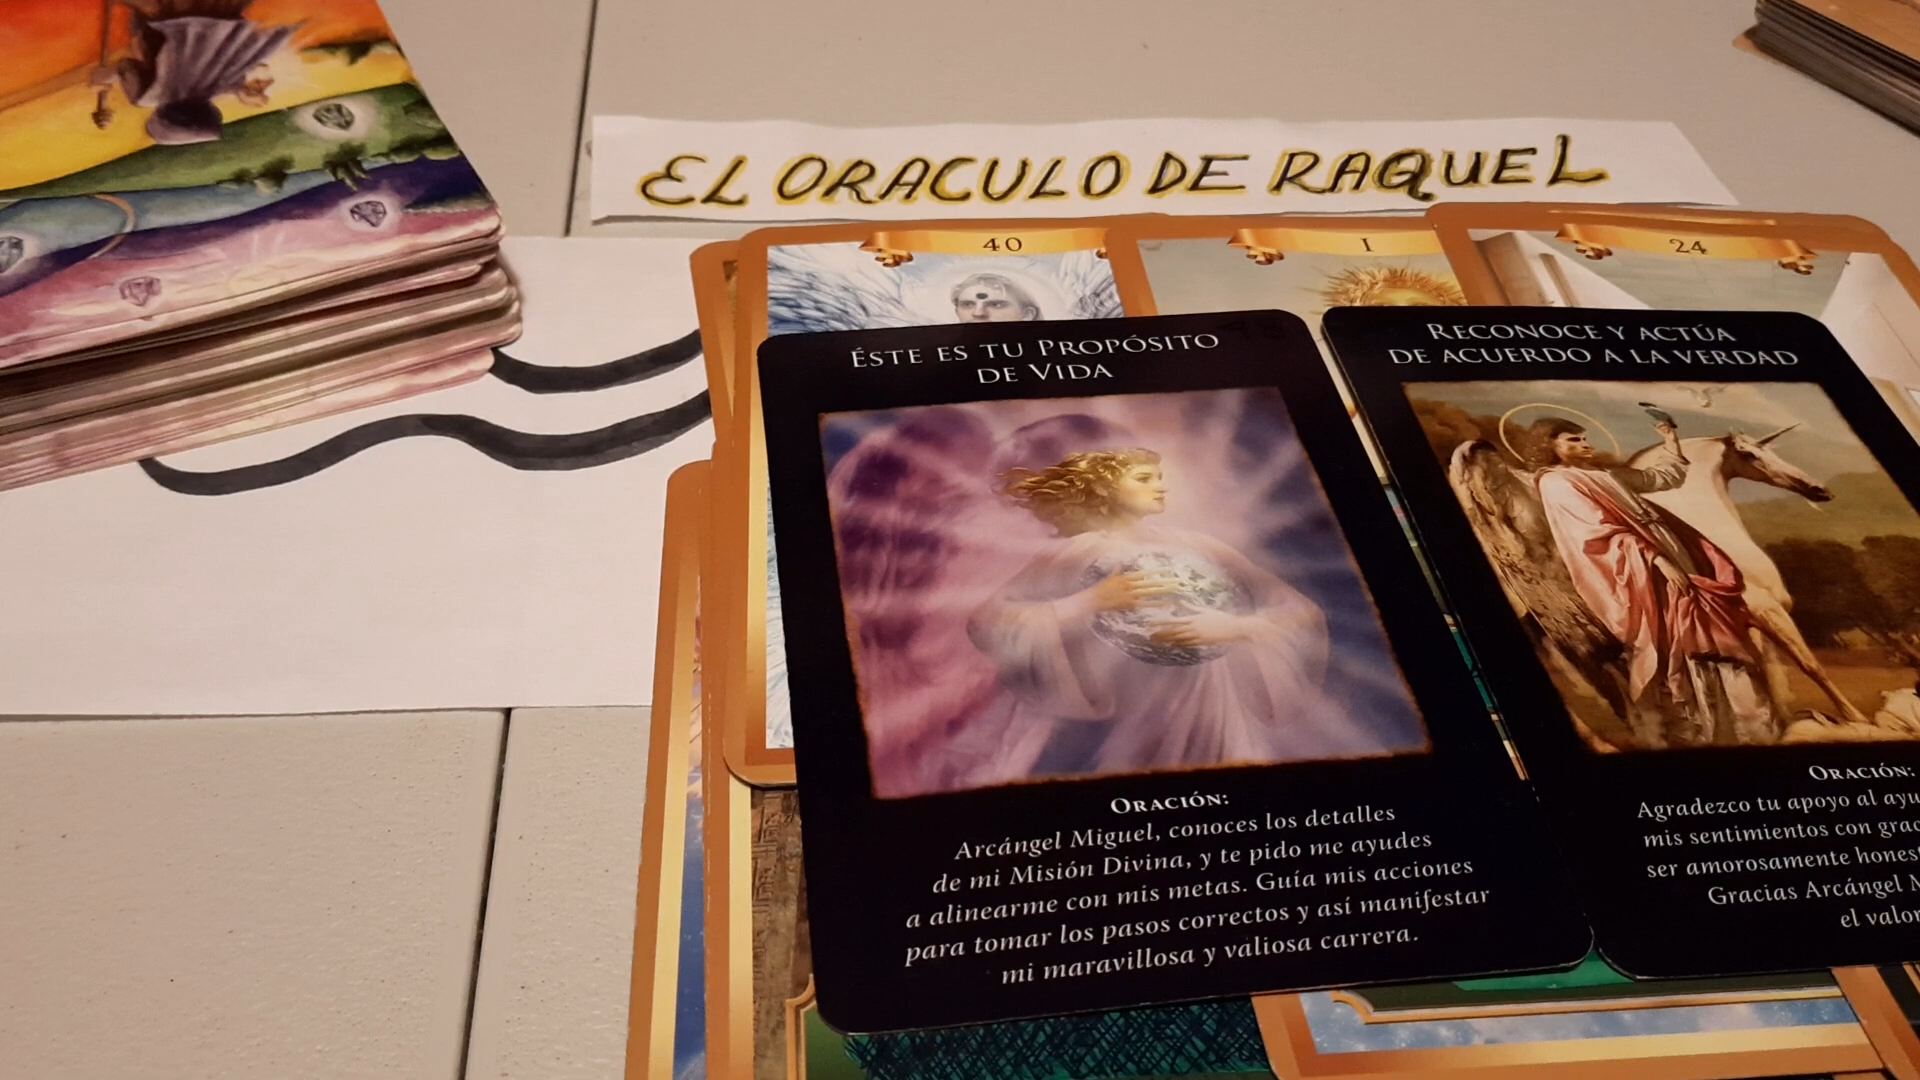 EL ORACULO DE RAQUEL
40
I
24
ÉSTE ES TU PROPÓSITO
DE VIDA
ORACIÓN:
Arcángel Miguel, conoces los detalles
de mi Misión Divina, y te pido me ayudes
a alinearme con mis metas. Guía mis acciones
para tomar los pasos correctos y así manifestar
mi maravillosa y valiosa carrera.
RECONOCE Y ACTÚA
DE ACUERDO A LA VERDAD
ORACIÓN:
Agradezco tu apoyo al
mis sentimientos con
ser amorosamente
Gracias Arcángel
el